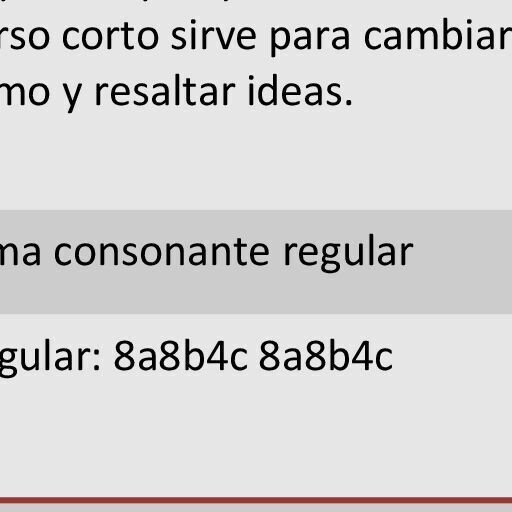 rso corto sirve para cambiar
mo y resaltar ideas.
ma consonante regular
gular: 8a8b4c 8a8b4c